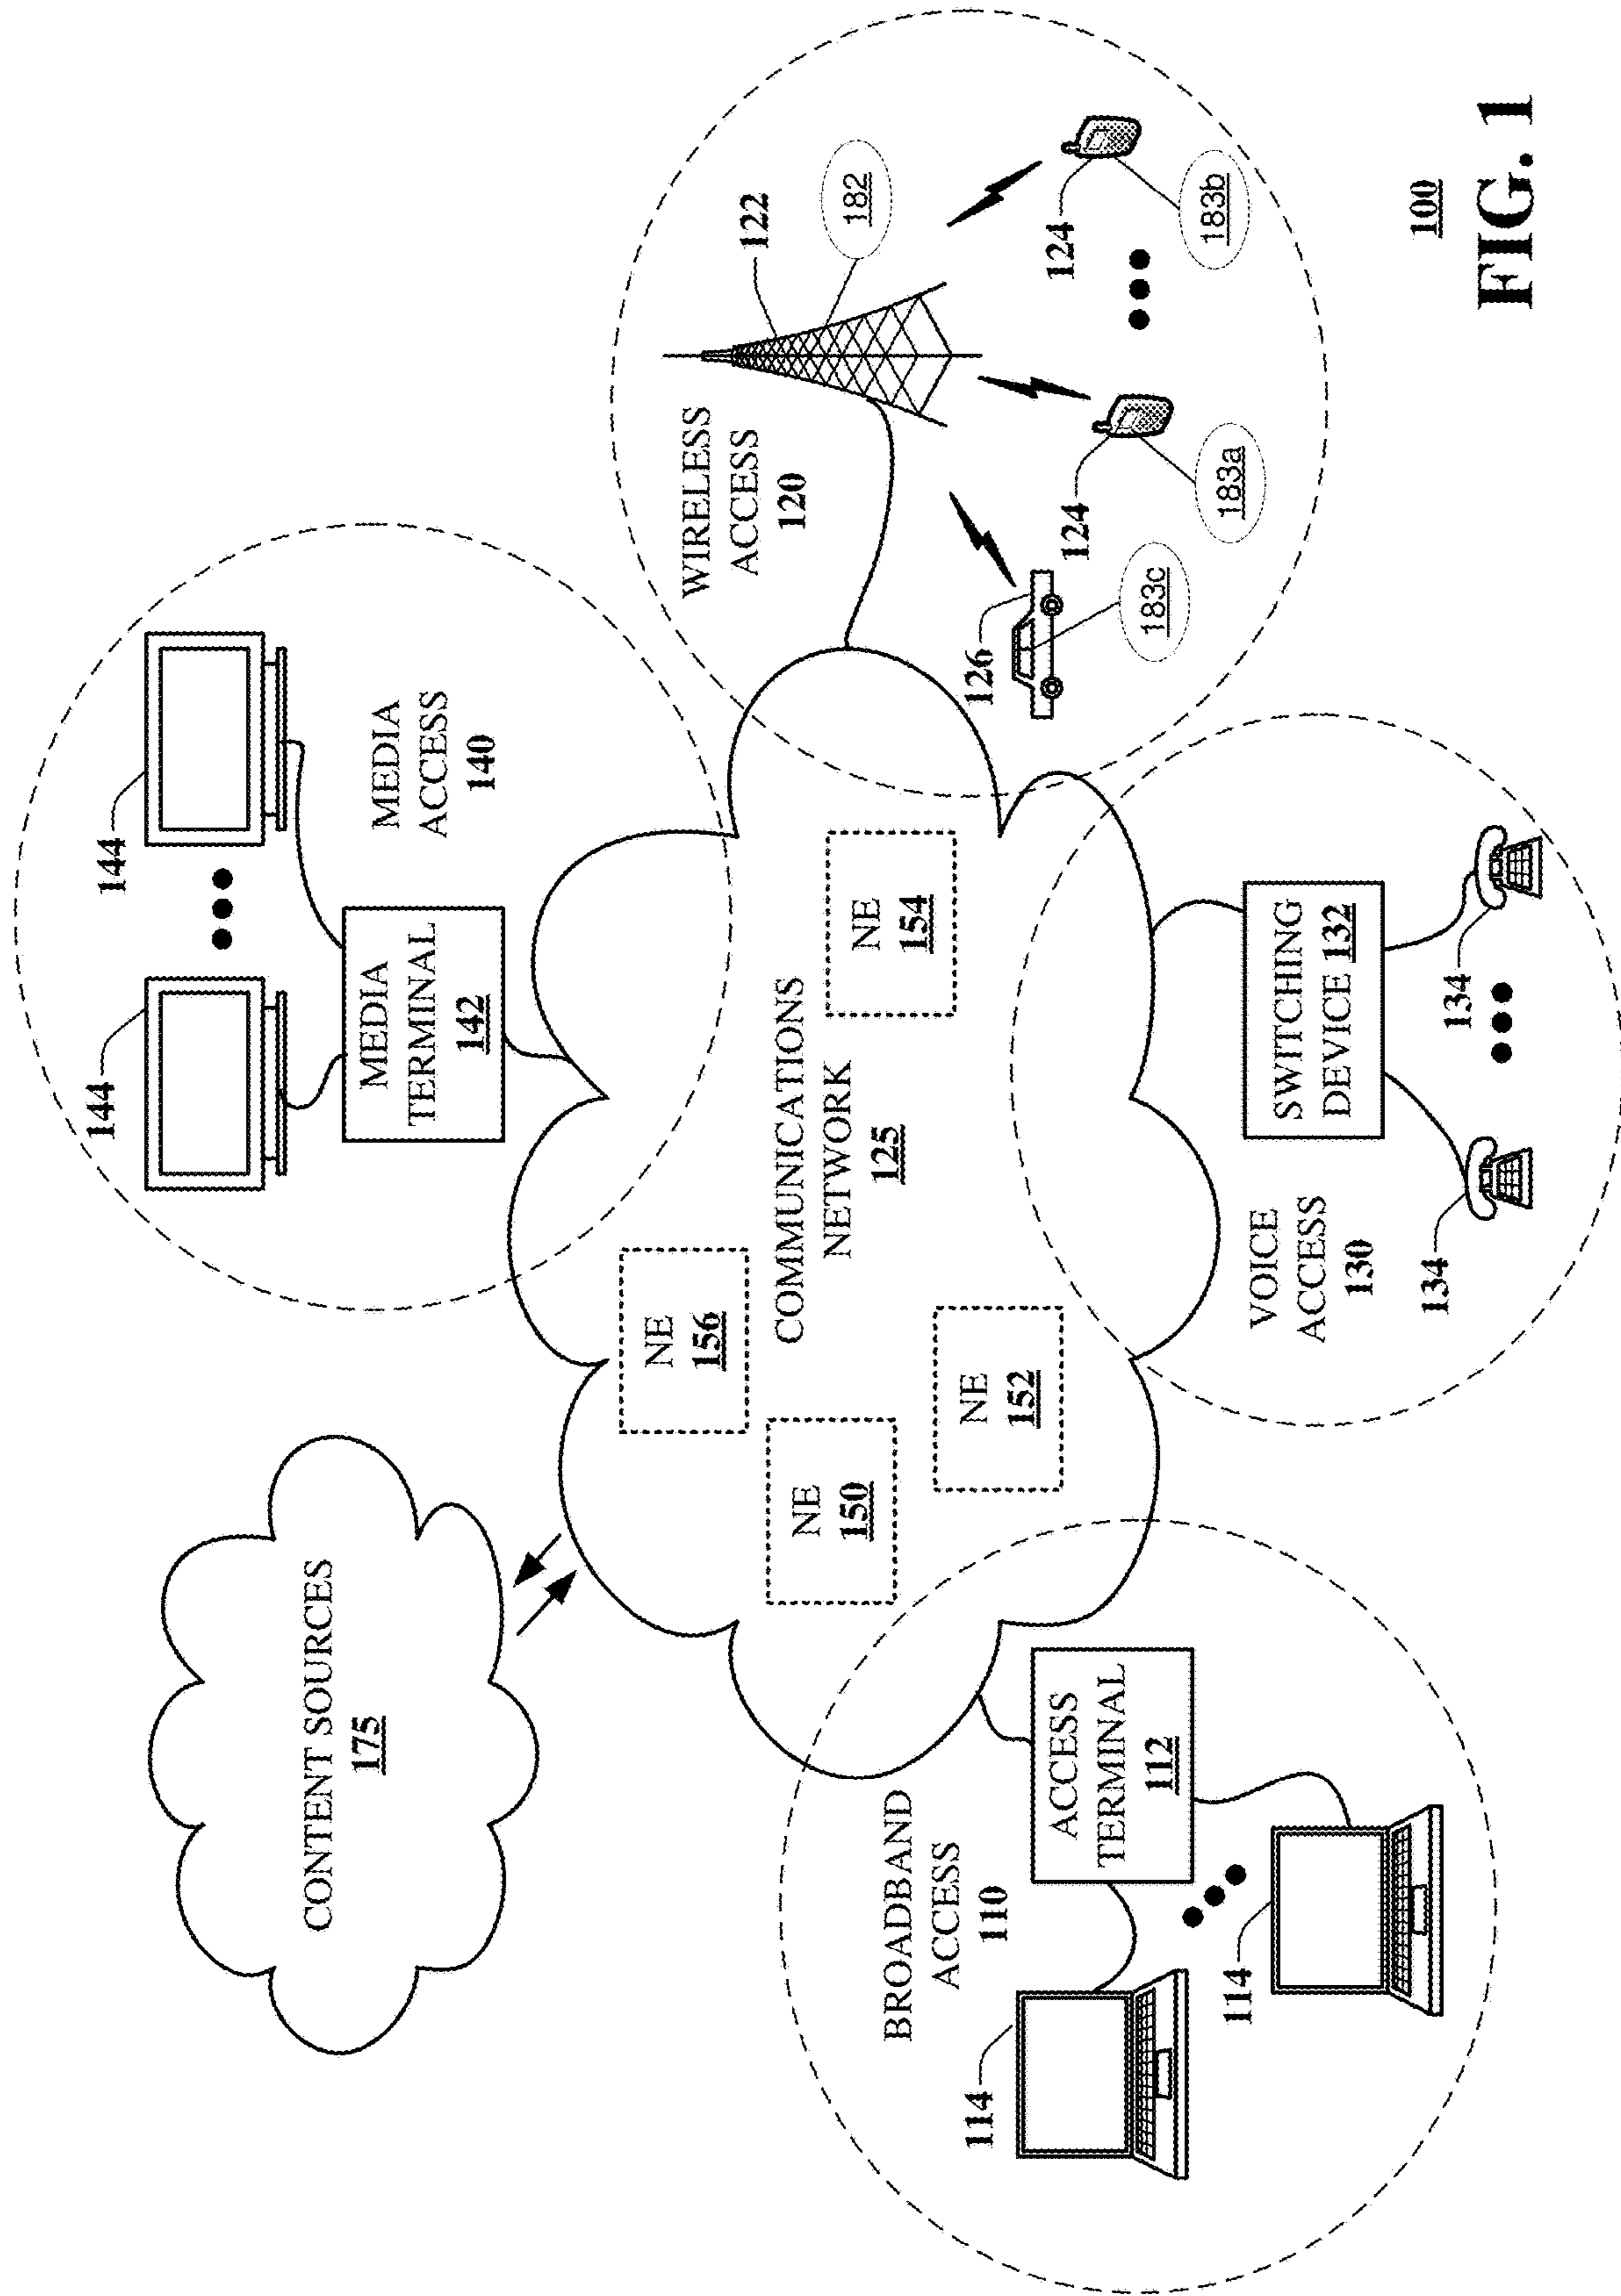 CONTENT SOURCES
175
144
144
MEDIA
TERMINAL
142
MEDIA
ACCESS
140
NE
156
NE
150
NE
152
COMMUNICATIONS
NETWORK
125
NE
154
WIRELESS
ACCESS
120
122
182
124
183b
124
183a
126
183c
BROADBAND
ACCESS
110
ACCESS
TERMINAL
112
114
114
VOICE
ACCESS
130
SWITCHING
DEVICE 132
134
134
100
FIG. 1